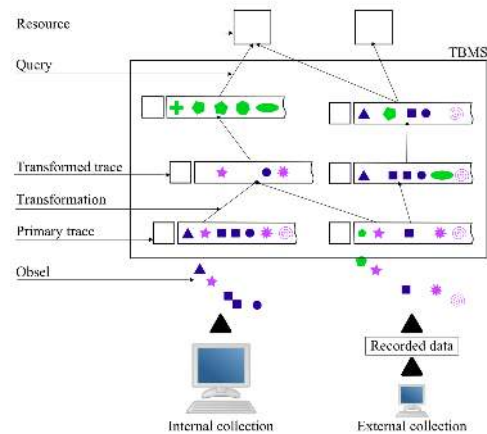 Resource
TBMS
Query
Transformed trace
Transformation
Primary trace
Obsel
Recorded data
Internal collection
External collection